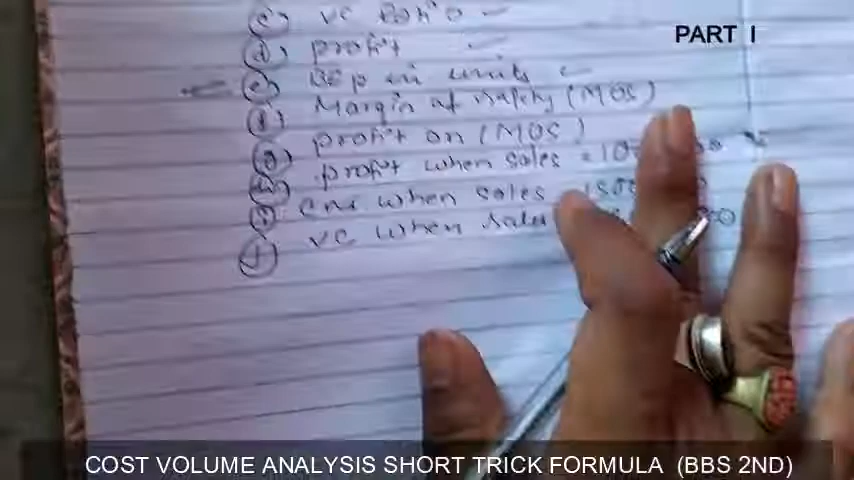 PART I
(c) VC Ratio
(d) profit
(e) BEP in units
(f) Margin of safety (MOS)
(g) profit on (MOS)
(h) profit when sales =
(i) when sales =
(j) VC when sales
COST VOLUME ANALYSIS SHORT TRICK FORMULA (BBS 2ND)